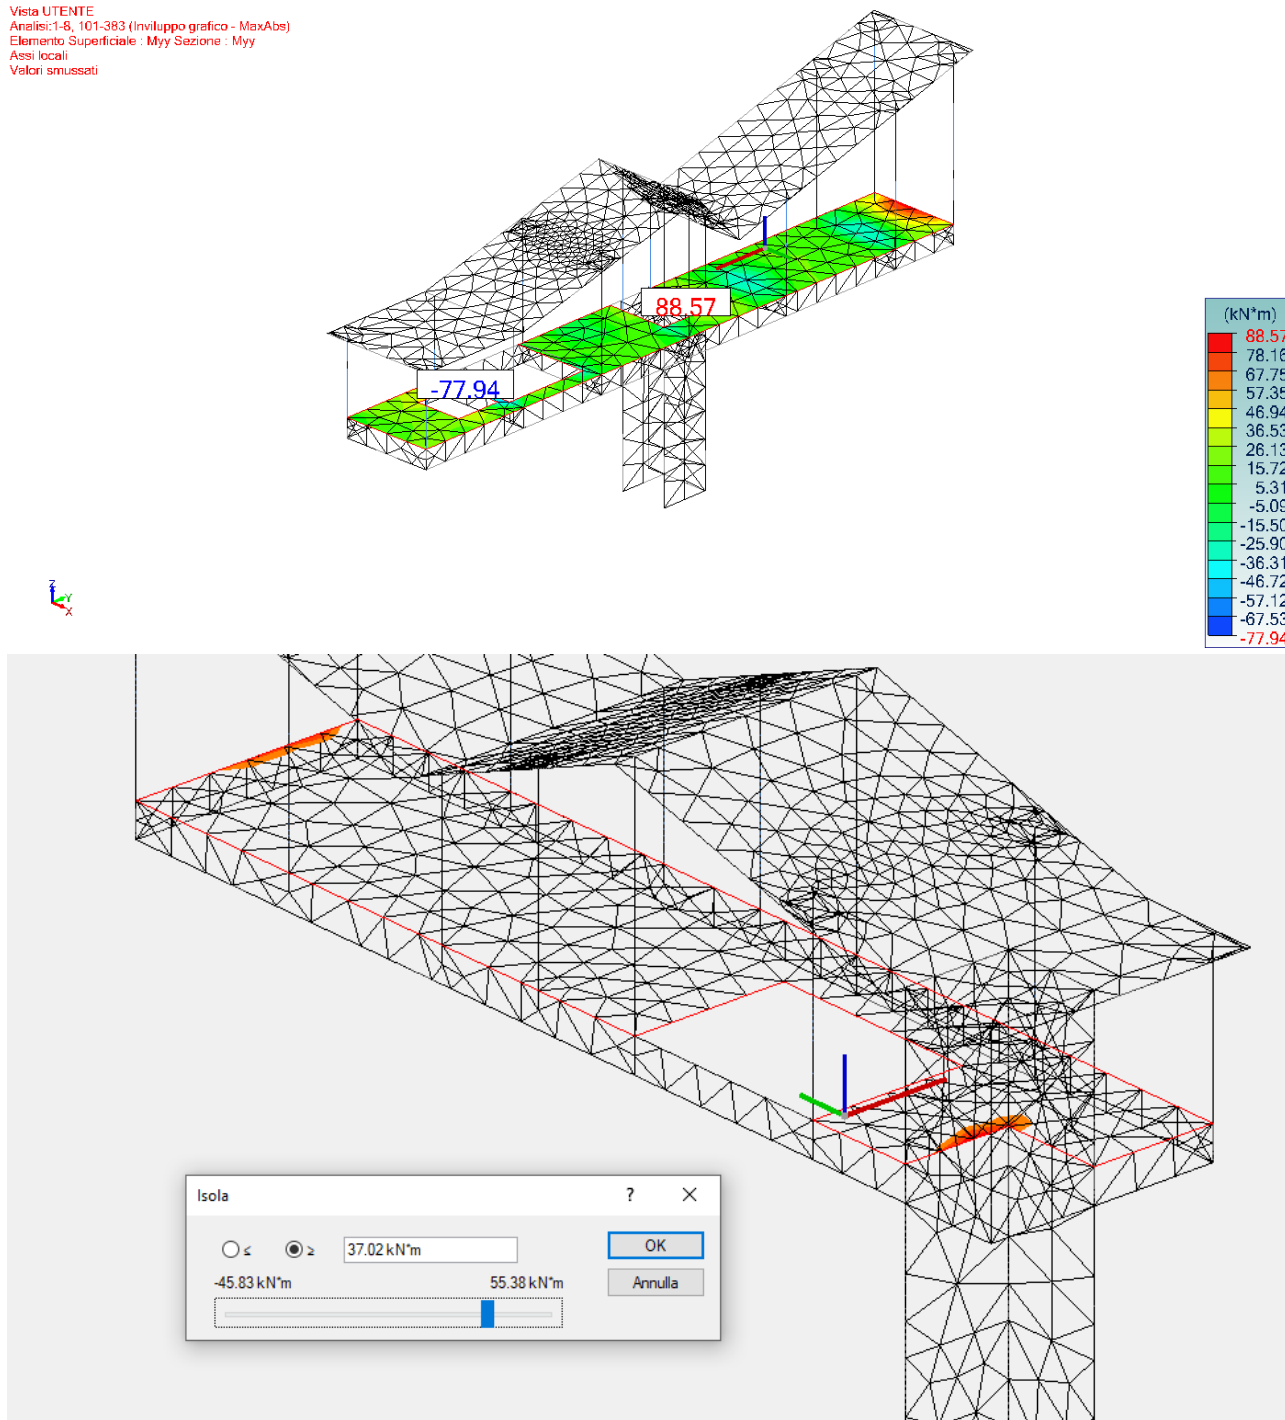 Vista UTENTE
Analisi:1-8, 101-383 (Inviluppo grafico - MaxAbs)
Elemento Superficiale : Myy Sezione : Myy
Assi locali
Valori smussati
88.57
-77.94
(kN*m)
88.57
78.16
67.75
57.35
46.94
36.53
26.13
15.72
5.31
-5.09
-15.50
-25.90
-36.31
-46.72
-57.12
-67.53
-77.94
Z
Y
X
Isola
?
≤ ≥ 37.02 kN*m OK
-45.83 kN*m 55.38 kN*m Annulla